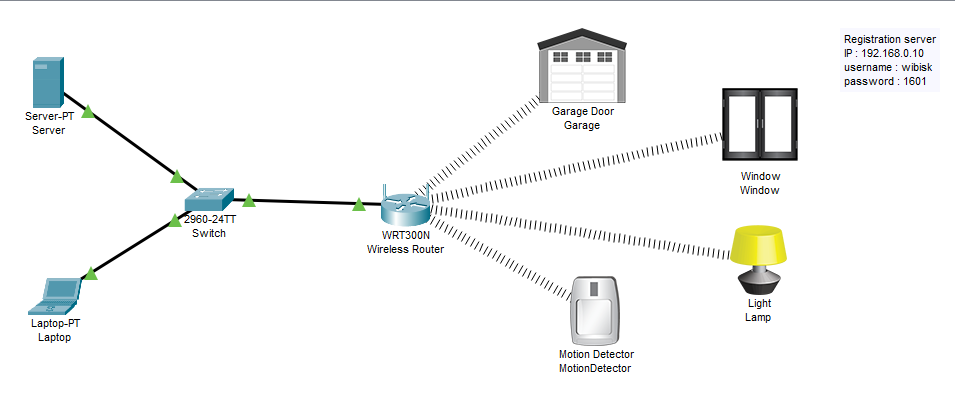 Registration server
IP : 192.168.0.10
username : wibisk
password : 1601
Server-PT
Server
Garage Door
Garage
Window
Window
2960-24TT
Switch
WRT300N
Wireless Router
Light
Lamp
Laptop-PT
Laptop
Motion Detector
MotionDetector